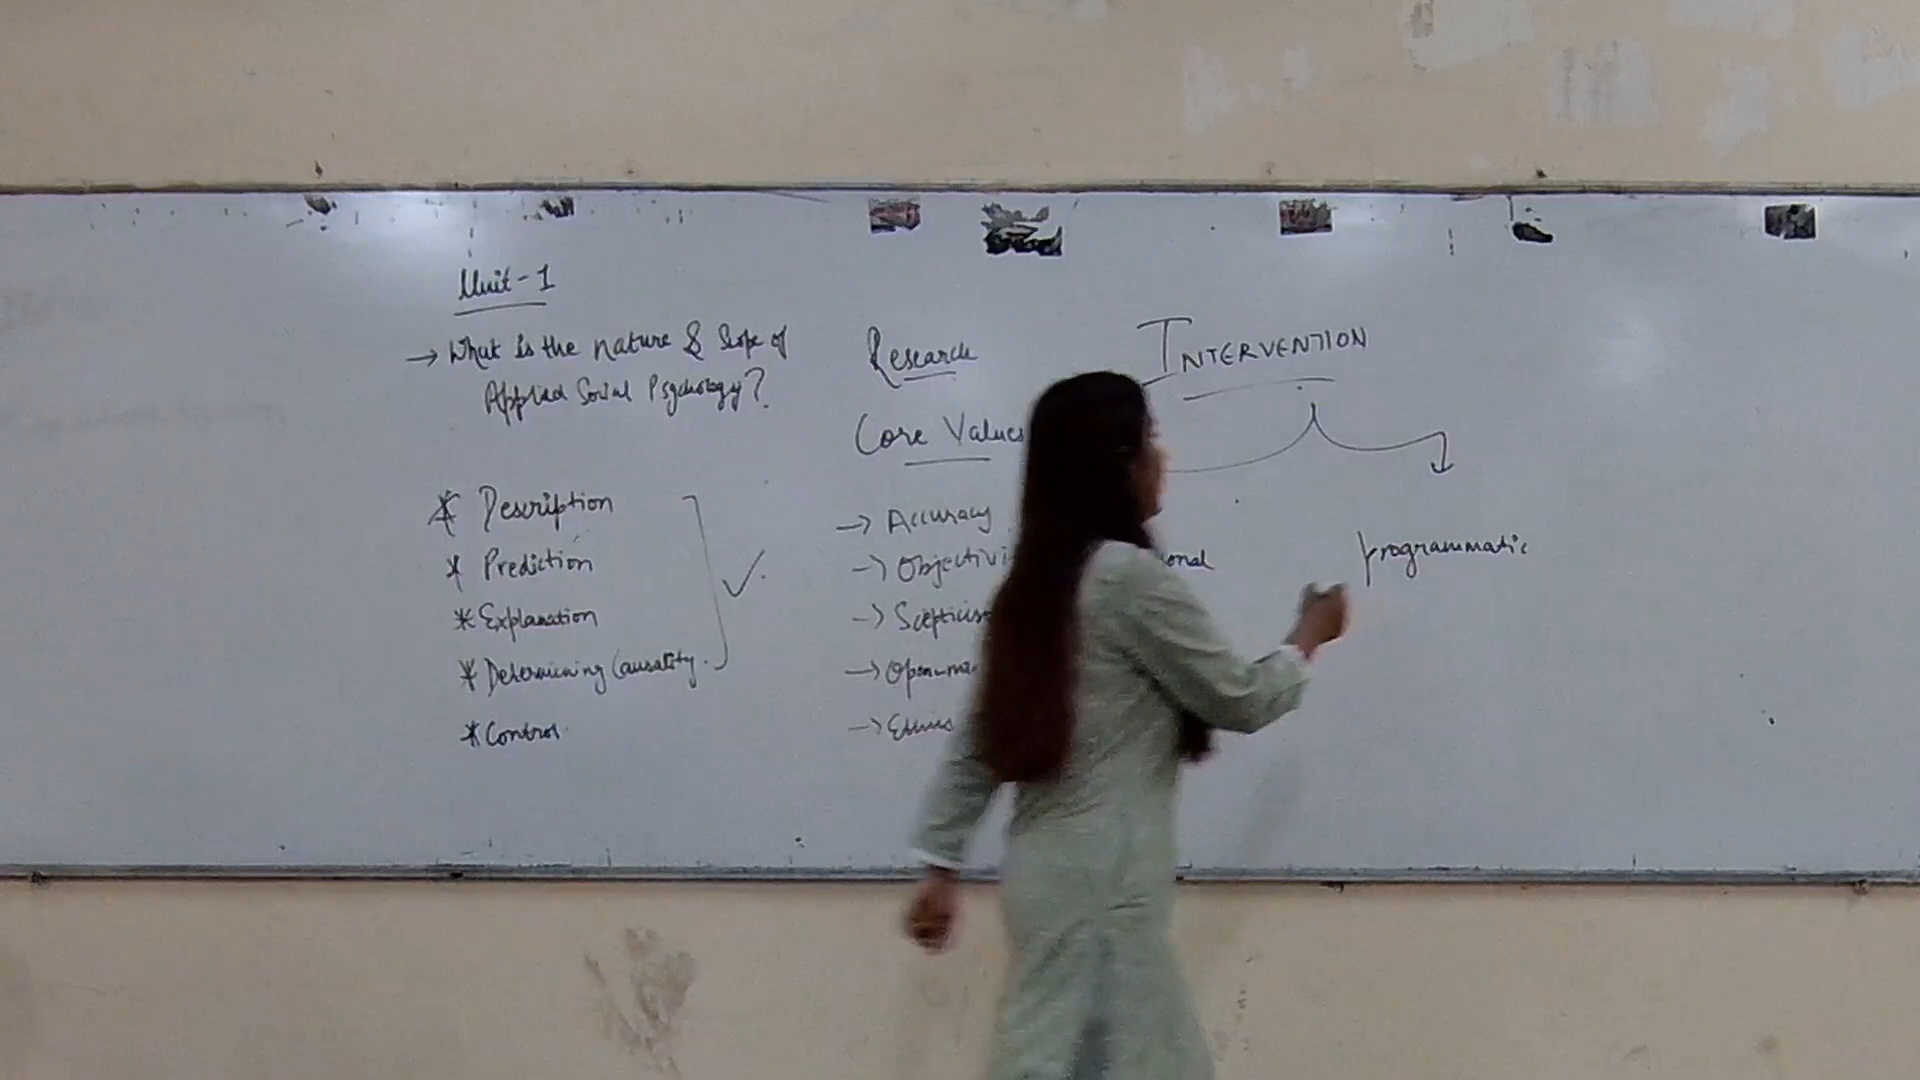 Unit-1
→ What is the nature & Scope of
Applied Social Psychology?
* Description
* Prediction
* Explanation
* Determining Causality.
* Control
Research
Core Values
→ Accuracy
→ Objectivi
→ Scepticis
→ Open-m
→ Ethics
INTERVENTION
onal
Programmatic